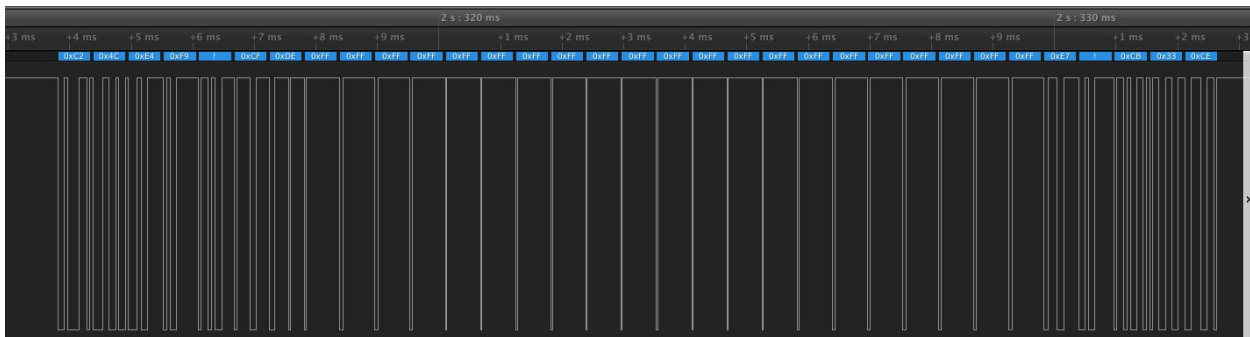 2 s : 320 ms 2 s : 330 ms
+3 ms +4 ms +5 ms +6 ms +7 ms +8 ms +9 ms +1 ms +2 ms +3 ms +4 ms +5 ms +6 ms +7 ms +8 ms +9 ms +1 ms +2 ms +3
0xC2 0x4C 0xE4 0xF9 ! 0xCF 0xDE 0xFF 0xFF 0xFF 0xFF 0xFF 0xFF 0xFF 0xFF 0xFF 0xFF 0xFF 0xFF 0xFF 0xFF 0xFF 0xFF 0xFF 0xFF 0xFF 0xFF 0xFF 0xE7 ! 0xCB 0x33 0xCE